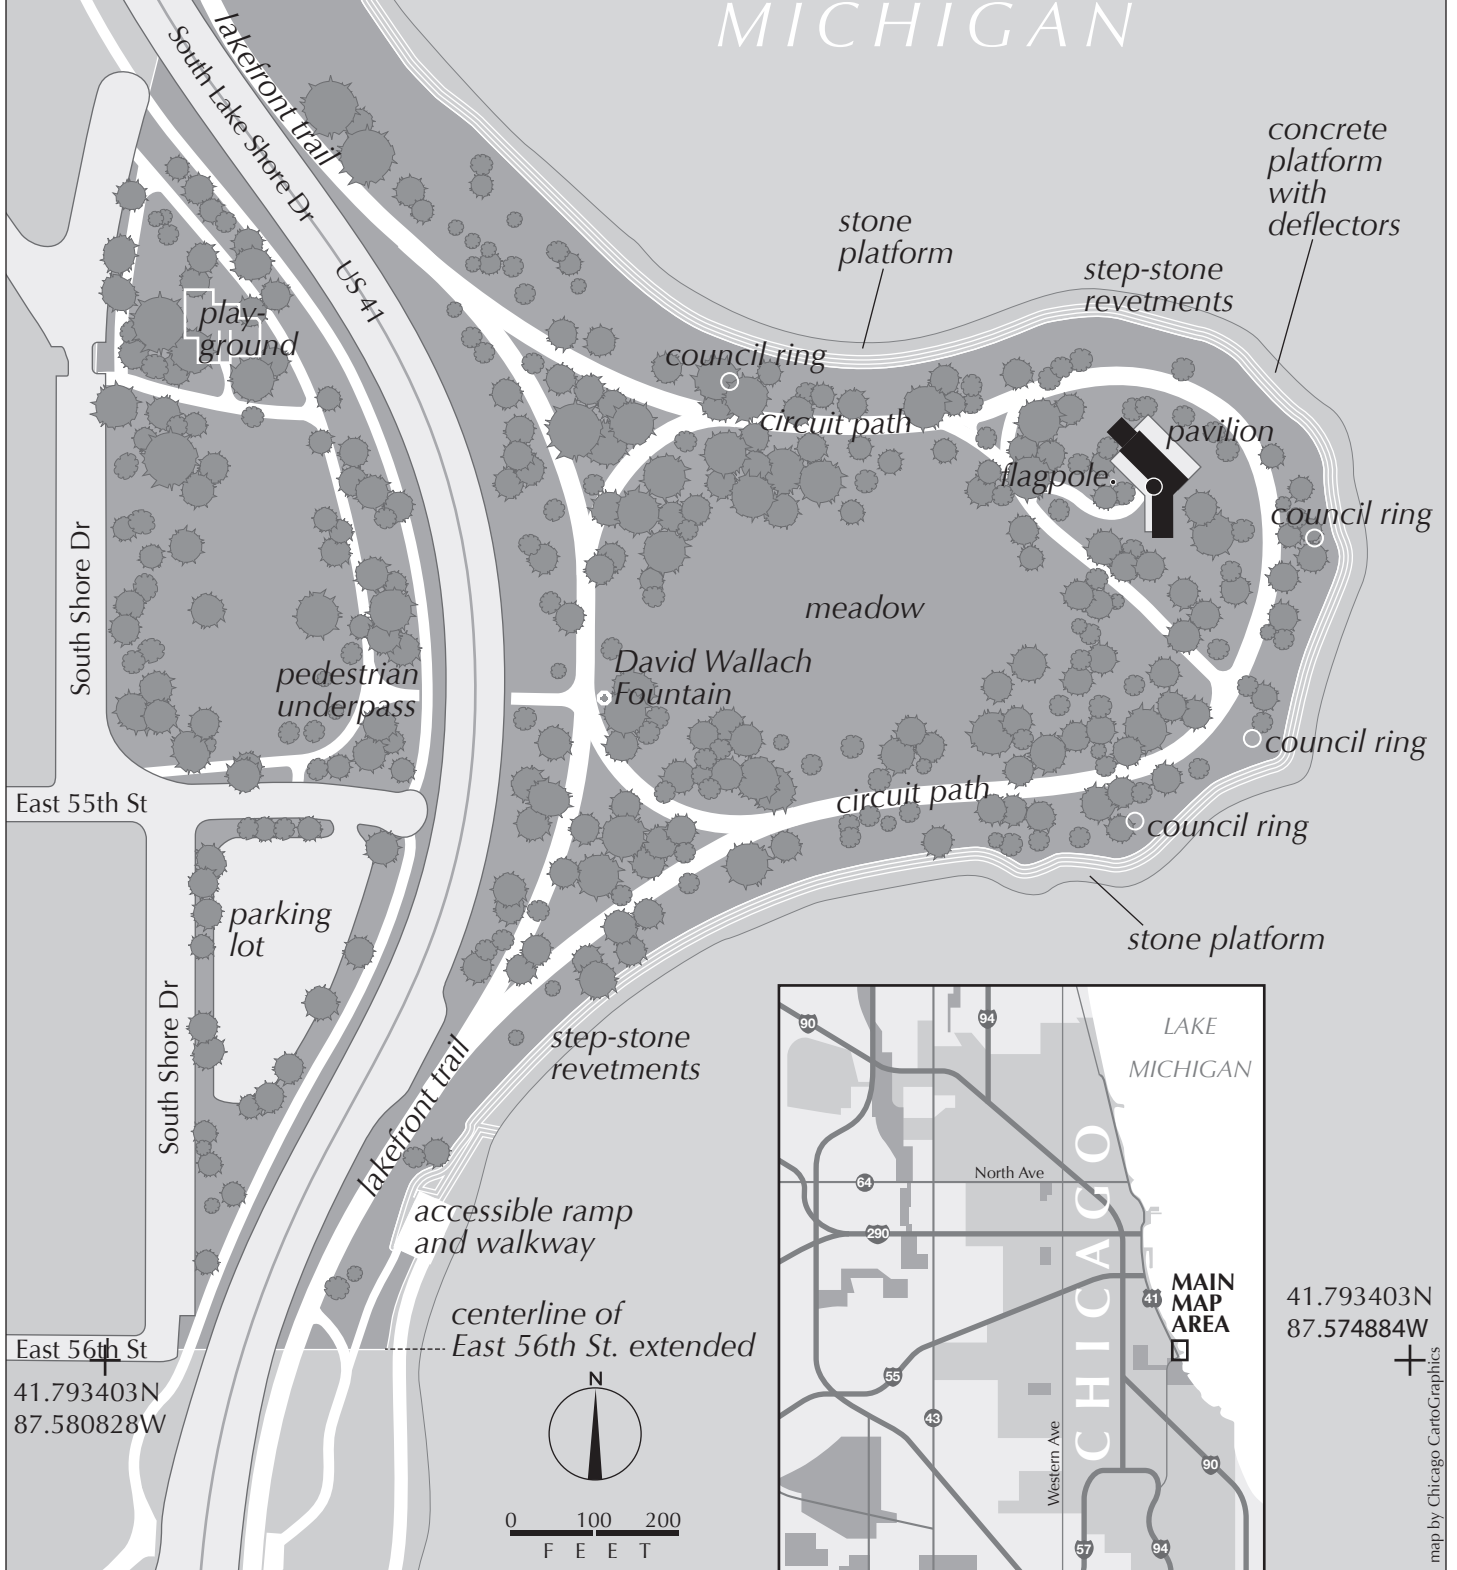 MICHIGAN
lakefront trail
South Lake Shore Dr
US 41
concrete
platform
with
deflectors
stone
platform
step-stone
revetments
play-
ground
council ring
circuit path
pavilion
flagpole
council ring
South Shore Dr
meadow
David Wallach
Fountain
pedestrian
underpass
council ring
East 55th St
circuit path
council ring
parking
lot
stone platform
South Shore Dr
step-stone
revetments
lakefront trail
accessible ramp
and walkway
centerline of
East 56th St. extended
East 56th St
41.793403N
87.580828W
N
0 100 200
FEET
90
94
LAKE
MICHIGAN
CHICAGO
North Ave
64
290
MAIN
MAP
AREA
41
55
43
Western Ave
90
57
94
41.793403N
87.574884W
map by Chicago CartoGraphics